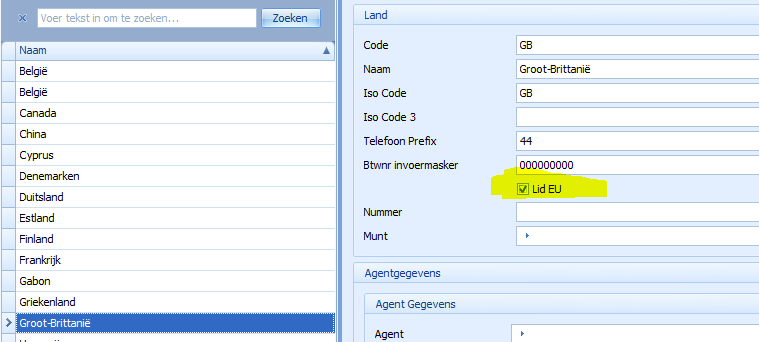 Voer tekst in om te zoeken...
Zoeken
Naam
België
België
Canada
China
Cyprus
Denemarken
Duitsland
Estland
Finland
Frankrijk
Gabon
Griekenland
Groot-Brittanië
Land
Code GB
Naam Groot-Brittanië
Iso Code GB
Iso Code 3
Telefoon Prefix 44
Btwnr invoermasker 000000000
Lid EU
Nummer
Munt
Agentgegevens
Agent Gegevens
Agent